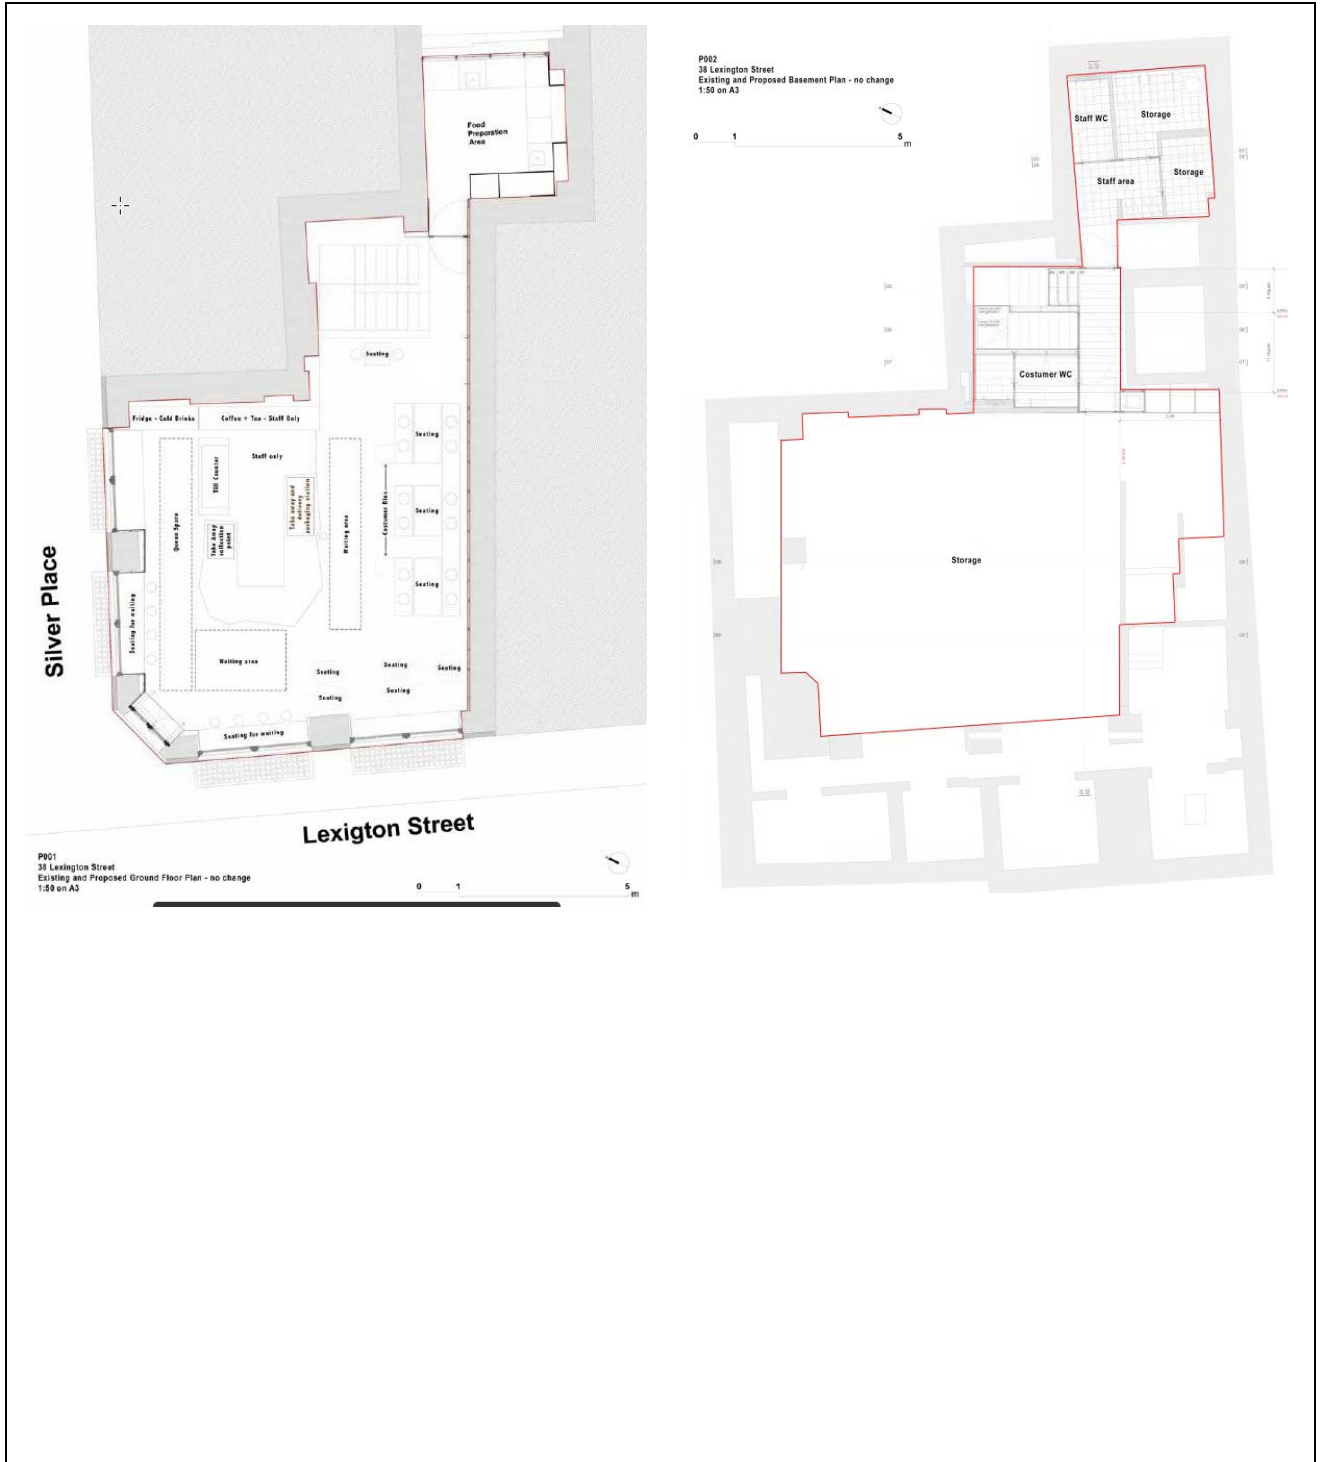 Food
Preparation
Area
Seating
Fridge - Cold Drinks
Coffee + Tea - Staff Only
Staff only
Till Counter
Seating
Take away and
delivery
packaging station
Queue Space
Take Away
collection
point
Waiting area
Costumer Bins
Seating
Seating
Seating for waiting
Waiting area
Seating
Seating
Seating
Seating
Seating
Seating for waiting
Silver Place
Lexigton Street
P001
38 Lexington Street
Existing and Proposed Ground Floor Plan - no change
1:50 on A3
0 1 5
m
P002
38 Lexington Street
Existing and Proposed Basement Plan - no change
1:50 on A3
0 1 5
m
Staff WC
Storage
Staff area
Storage
Costumer WC
Storage